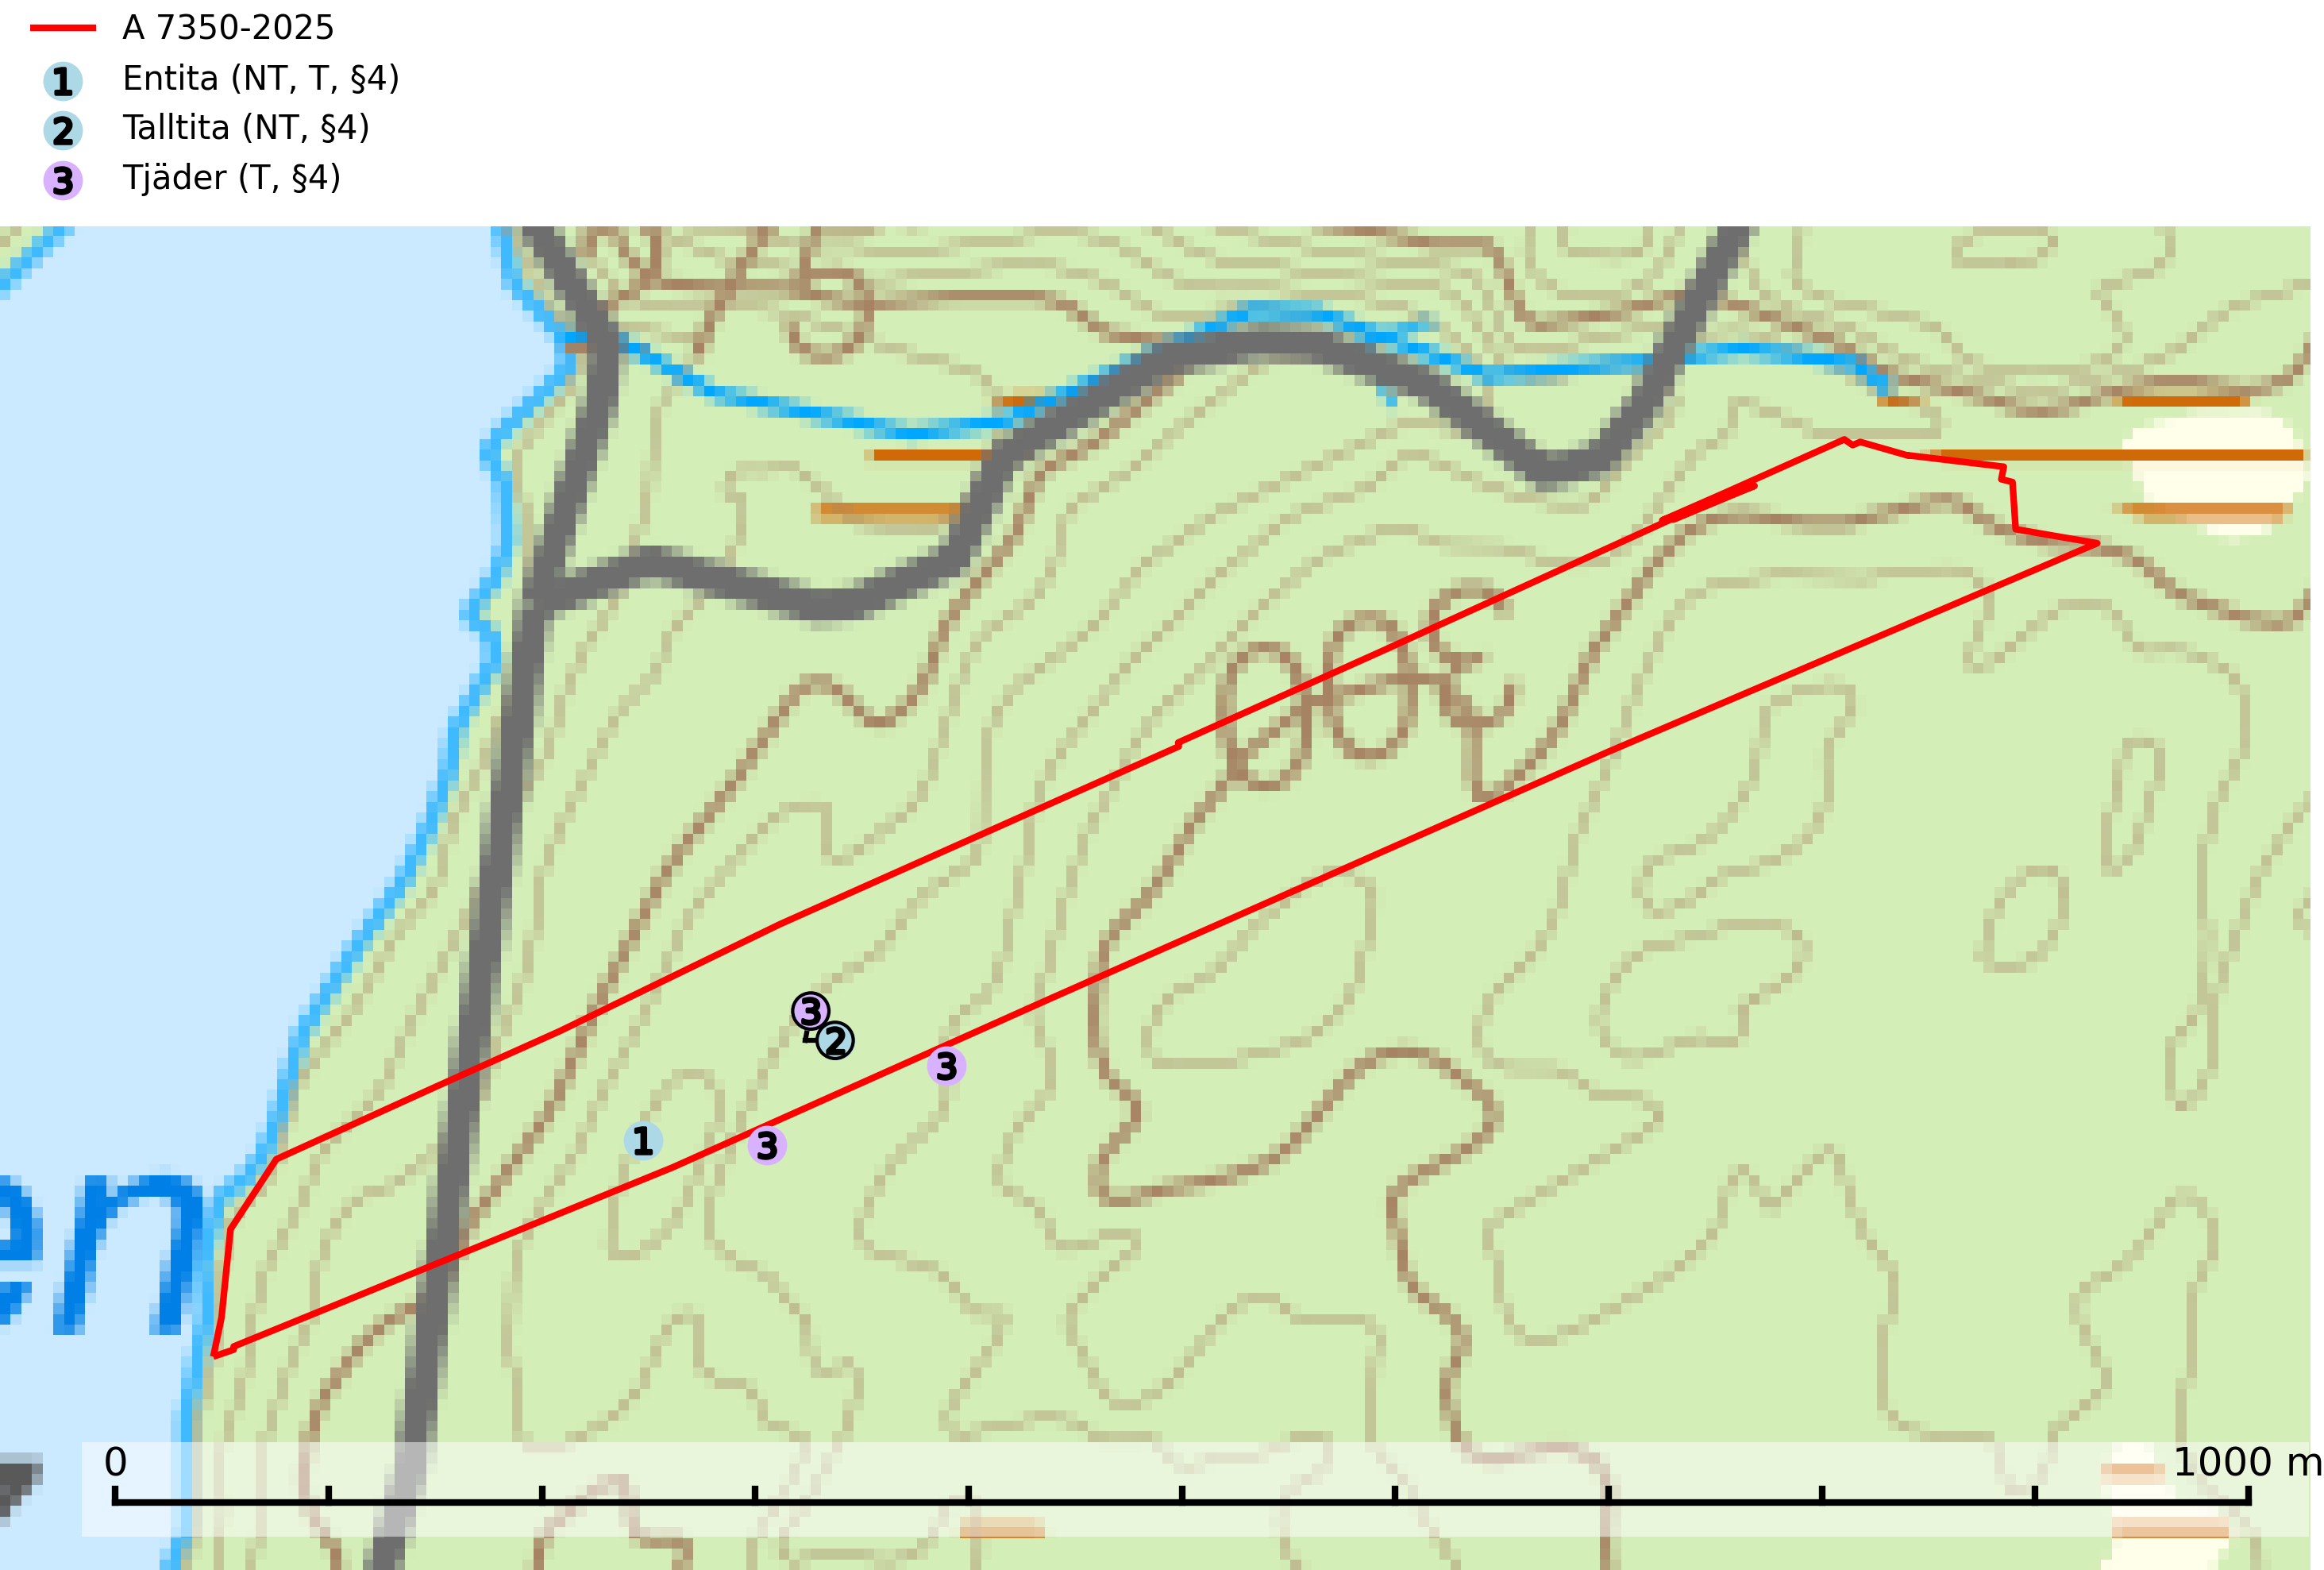 A 7350-2025
1 Entita (NT, T, §4)
2 Talltita (NT, §4)
3 Tjäder (T, §4)
3
2
3
1
3
en
0 1000 m